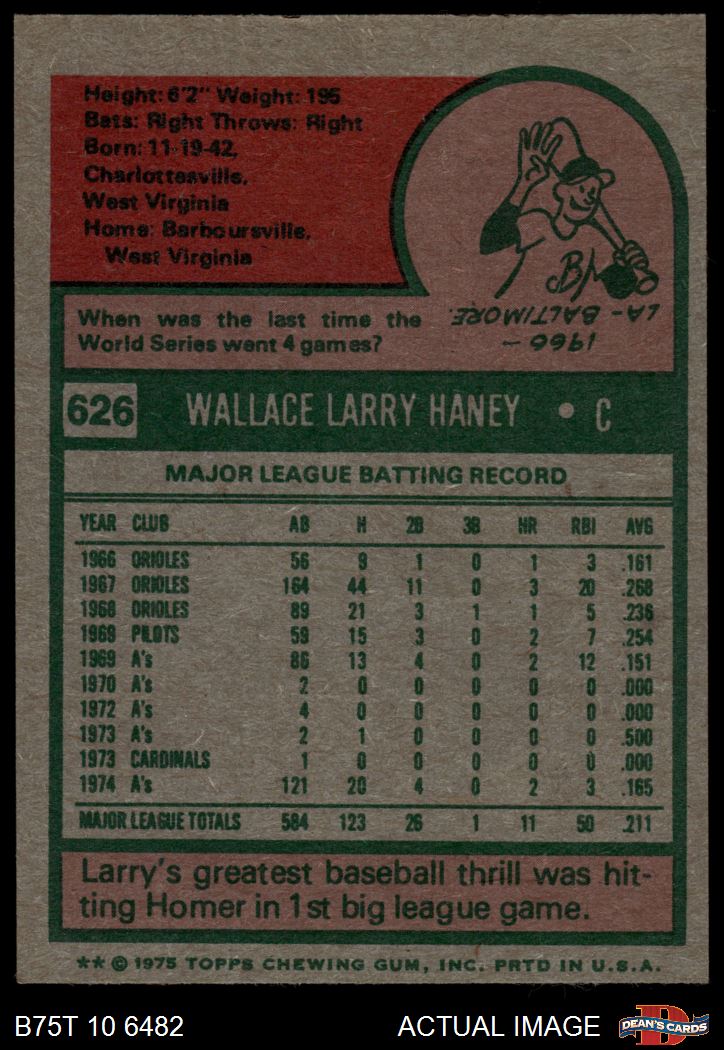 Height: 6'2" Weight: 195
Bats: Right Throws: Right
Born: 11-19-42,
Charlottesville,
West Virginia
Home: Barboursville,
West Virginia
When was the last time the
World Series went 4 games?
1966 -
LA - BALTIMORE.
626 WALLACE LARRY HANEY • C
MAJOR LEAGUE BATTING RECORD
YEAR CLUB AB H 2B 3B HR RBI AVG
1966 ORIOLES 56 9 1 0 1 3 .161
1967 ORIOLES 164 44 11 0 3 20 .268
1968 ORIOLES 89 21 3 1 1 5 .236
1969 PILOTS 59 15 3 0 2 7 .254
1969 A's 86 13 4 0 2 12 .151
1970 A's 2 0 0 0 0 0 .000
1972 A's 4 0 0 0 0 0 .000
1973 A's 2 1 0 0 0 0 .500
1973 CARDINALS 1 0 0 0 0 0 .000
1974 A's 121 20 4 0 2 3 .165
MAJOR LEAGUE TOTALS 584 123 26 1 11 50 .211
Larry's greatest baseball thrill was hit-
ting Homer in 1st big league game.
** © 1975 TOPPS CHEWING GUM, INC. PRTD IN U.S.A.
B75T 10 6482 ACTUAL IMAGE D DEAN'S CARDS